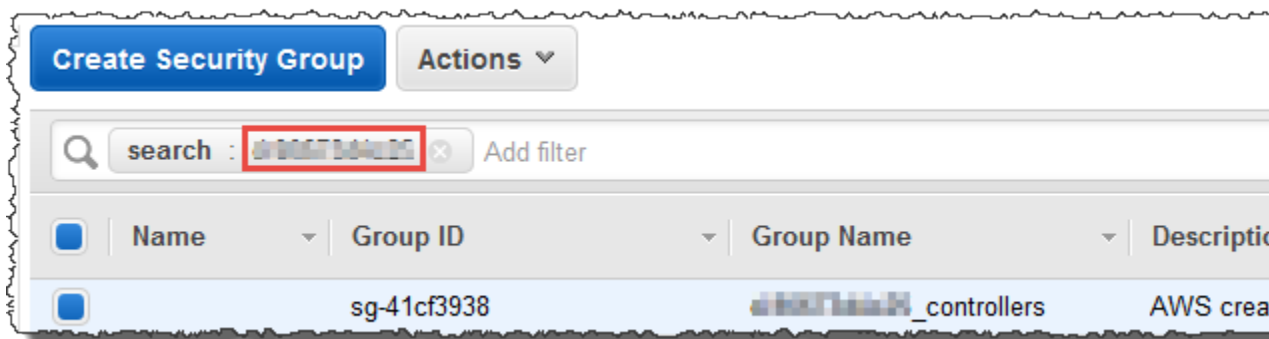 Create Security Group Actions
search : Add filter
Name Group ID Group Name Descriptio
sg-41cf3938 _controllers AWS crea